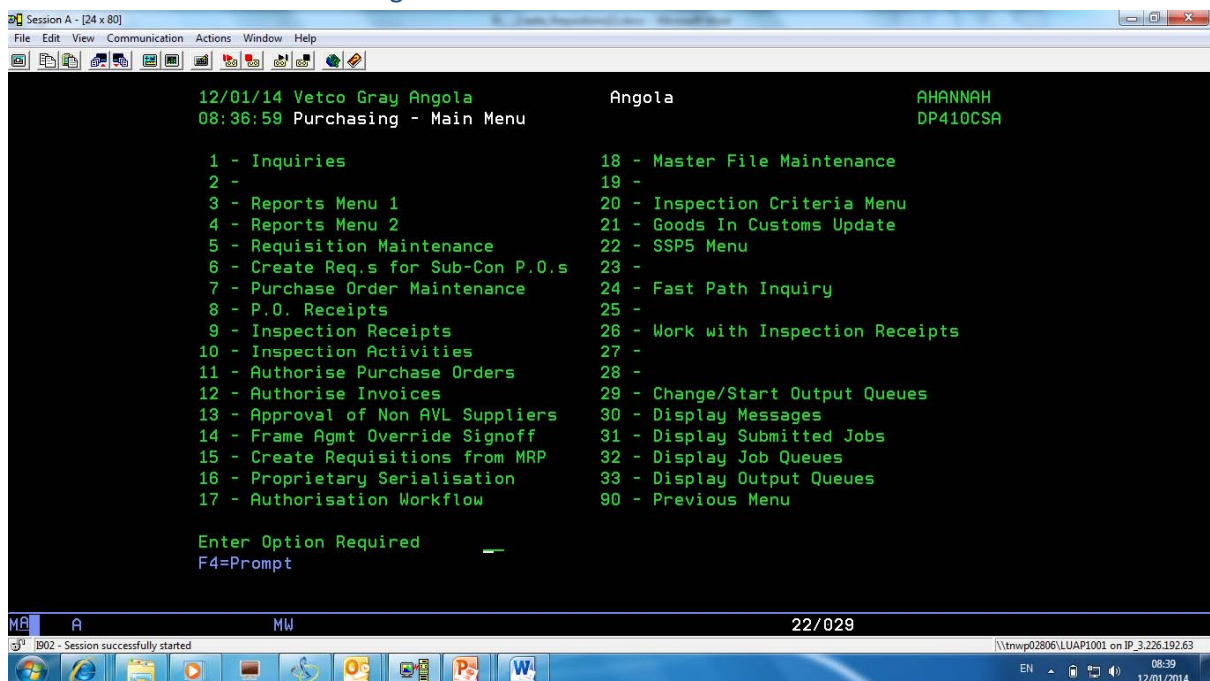 Session A - [24 x 80]
File Edit View Communication Actions Window Help
12/01/14 Vetco Gray Angola Angola AHANNAH
08:36:59 Purchasing - Main Menu DP410CSA
1 - Inquiries 18 - Master File Maintenance
2 - 19 -
3 - Reports Menu 1 20 - Inspection Criteria Menu
4 - Reports Menu 2 21 - Goods In Customs Update
5 - Requisition Maintenance 22 - SSP5 Menu
6 - Create Req.s for Sub-Con P.O.s 23 -
7 - Purchase Order Maintenance 24 - Fast Path Inquiry
8 - P.O. Receipts 25 -
9 - Inspection Receipts 26 - Work with Inspection Receipts
10 - Inspection Activities 27 -
11 - Authorise Purchase Orders 28 -
12 - Authorise Invoices 29 - Change/Start Output Queues
13 - Approval of Non AVL Suppliers 30 - Display Messages
14 - Frame Agmt Override Signoff 31 - Display Submitted Jobs
15 - Create Requisitions from MRP 32 - Display Job Queues
16 - Proprietary Serialisation 33 - Display Output Queues
17 - Authorisation Workflow 90 - Previous Menu
Enter Option Required
F4=Prompt
MA A MW 22/029
I902 - Session successfully started \\tnwp02806\LUAP1001 on IP_3.226.192.63
EN 08:39
12/01/2014